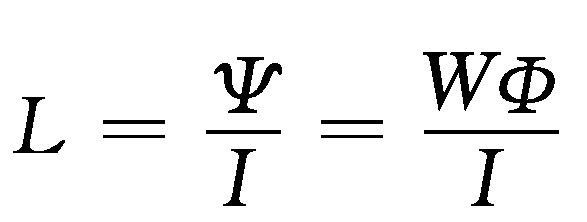 L = Ψ/I = WΦ/I